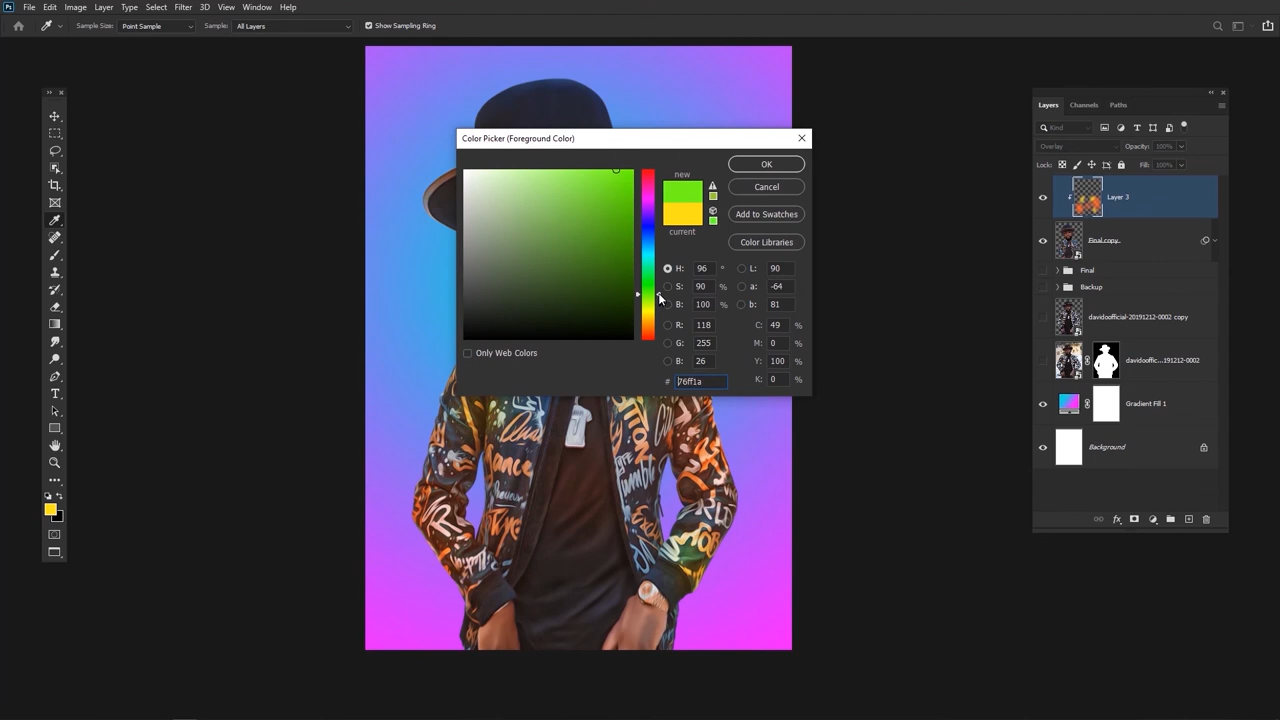 Ps File Edit Image Layer Type Select Filter 3D View Window Help
Sample Size: Point Sample Sample: All Layers Show Sampling Ring
Color Picker (Foreground Color)
new
current
OK
Cancel
Add to Swatches
Color Libraries
H: 96 ° L: 90
S: 90 % a: -64
B: 100 % b: 81
R: 118 C: 49 %
G: 255 M: 0 %
B: 26 Y: 100 %
# 76ff1a K: 0 %
Only Web Colors
Layers Channels Paths
Kind
Overlay Opacity: 100%
Lock: Fill: 100%
Layer 3
Final copy
Final
Backup
davidoofficial-20191212-0002 copy
davidooffic...191212-0002
Gradient Fill 1
Background
Dance